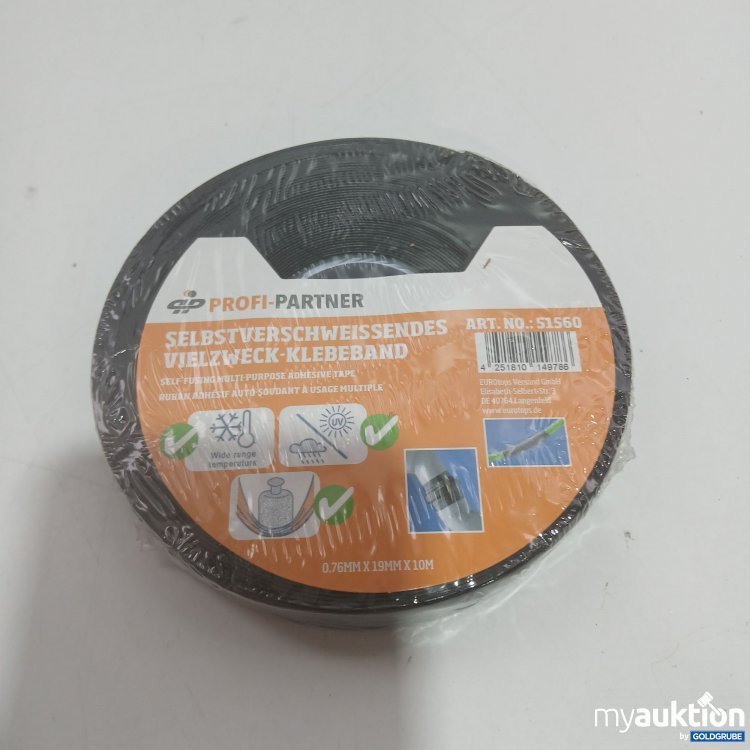 PROFI-PARTNER
SELBSTVERSCHWEISSENDES
VIELZWECK-KLEBEBAND
SELF FUSING MULTI-PURPOSE ADHESIVE TAPE
RUBAN ADHÉSIF AUTO-SOUDANT À USAGE MULTIPLE
ART. NO.: 51560
4 251810 149786
EUROtops Versand GmbH
Elisabeth-Selbert-Str. 3
DE 40764 Langenfeld
www.eurotops.de
Wide range
temperature
UV
0.76MM X 19MM X 10M
myauktion
by GOLDGRUBE